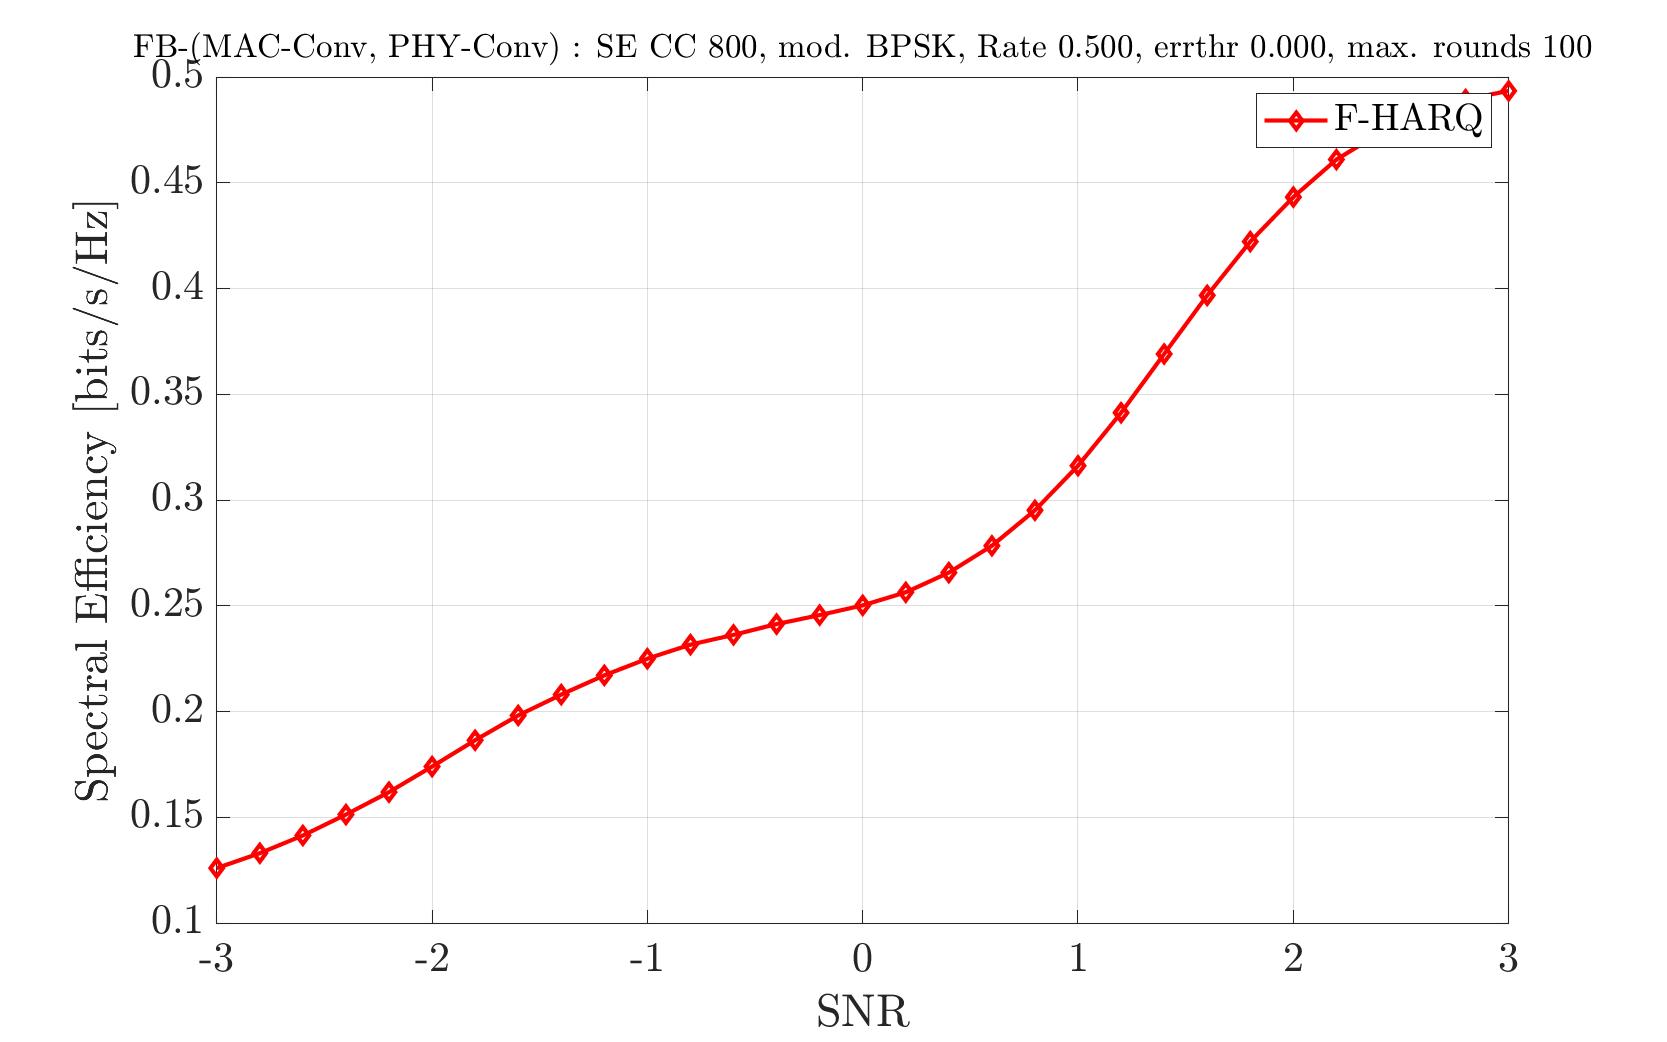 FB-(MAC-Conv, PHY-Conv) : SE CC 800, mod. BPSK, Rate 0.500, errthr 0.000, max. rounds 100
F-HARQ
Spectral Efficiency [bits/s/Hz]
0.5
0.45
0.4
0.35
0.3
0.25
0.2
0.15
0.1
-3 -2 -1 0 1 2 3
SNR